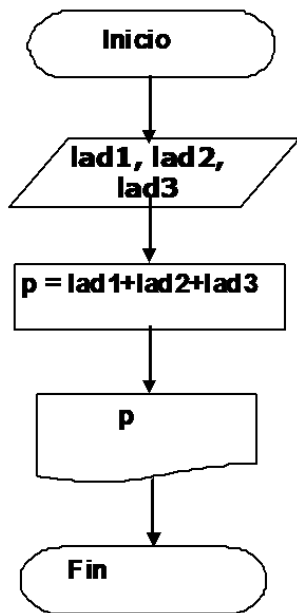 Inicio
lad1, lad2,
lad3
p = lad1+lad2+lad3
p
Fin